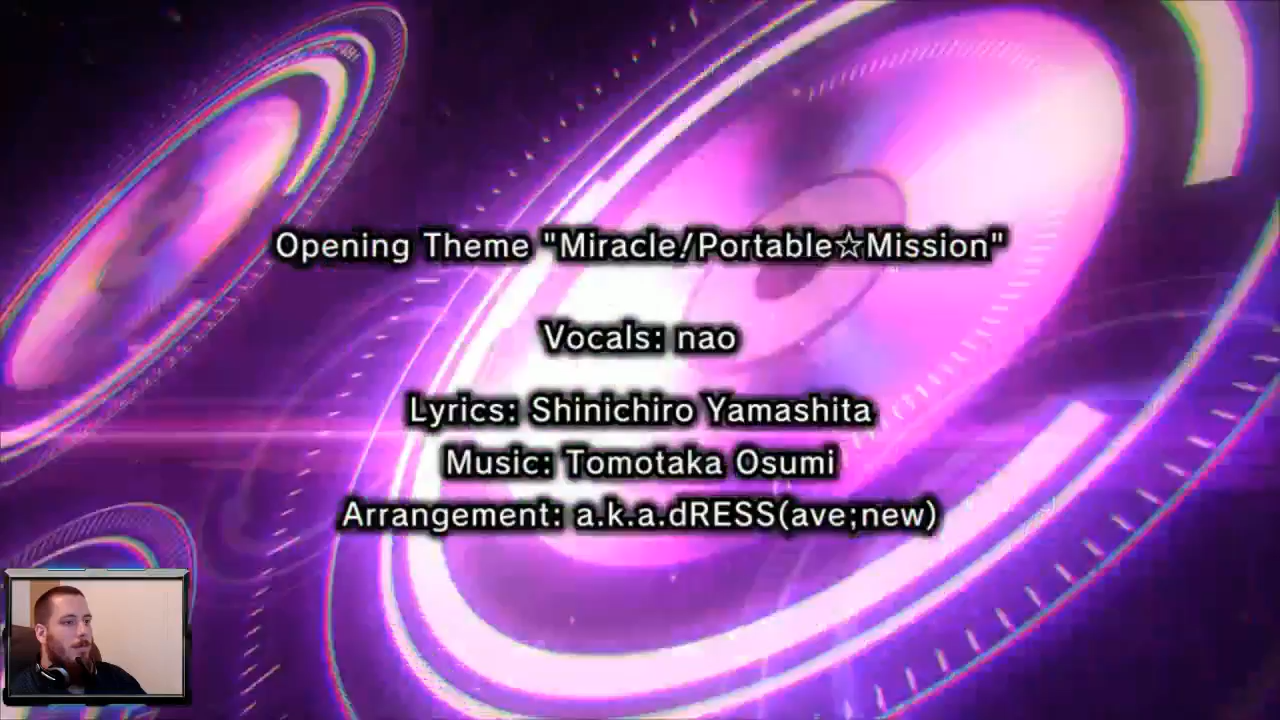 Opening Theme "Miracle/Portable☆Mission"
Vocals: nao
Lyrics: Shinichiro Yamashita
Music: Tomotaka Osumi
Arrangement: a.k.a.dRESS(ave;new)